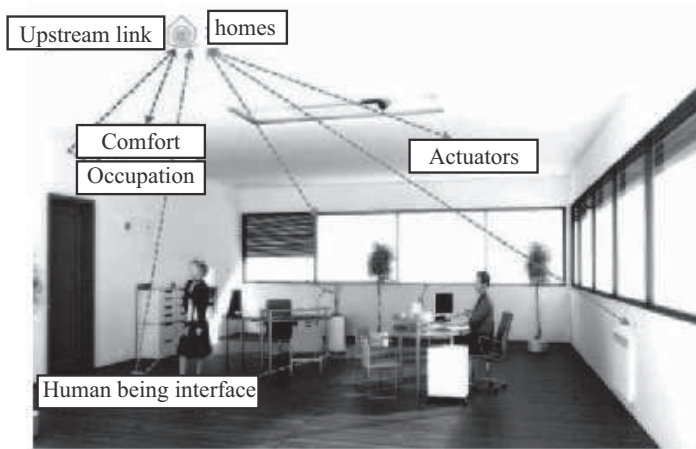 Upstream link
homes
Comfort
Occupation
Actuators
Human being interface